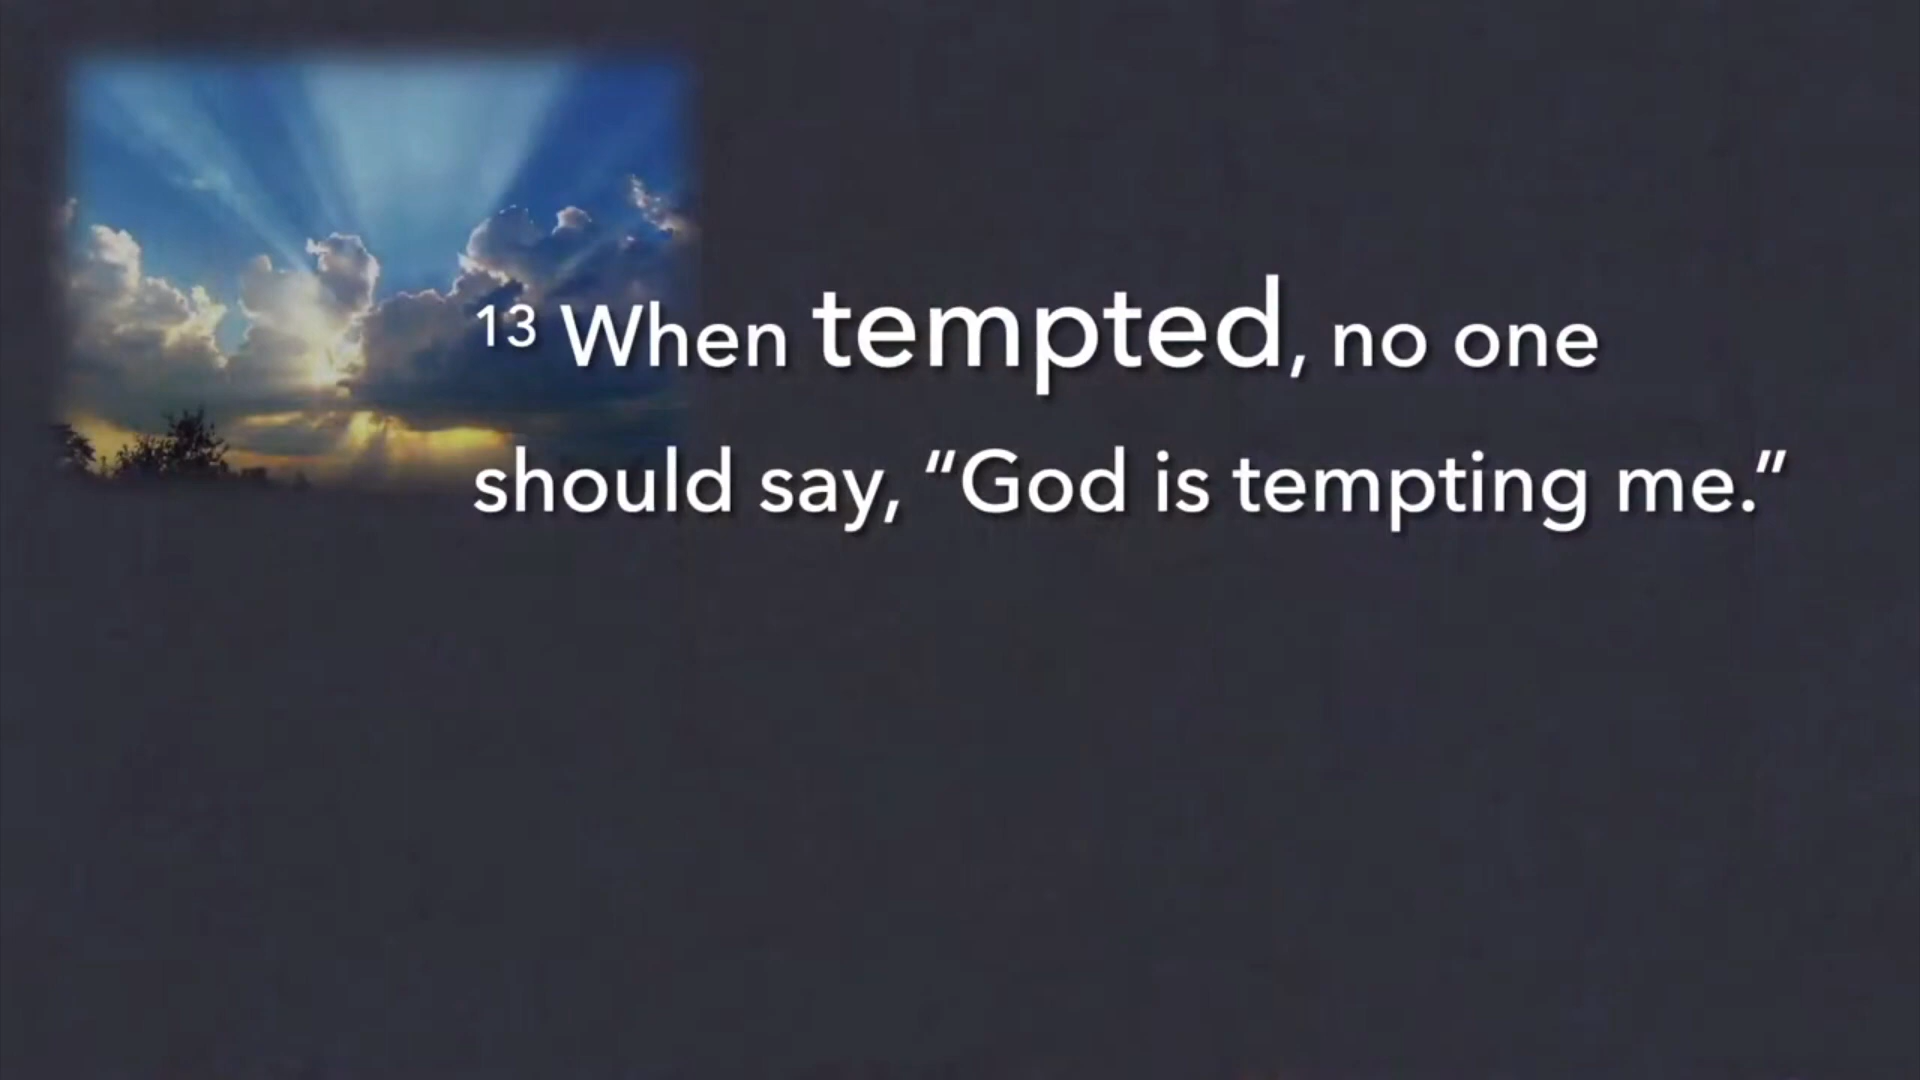 13 When tempted, no one
should say, “God is tempting me.”